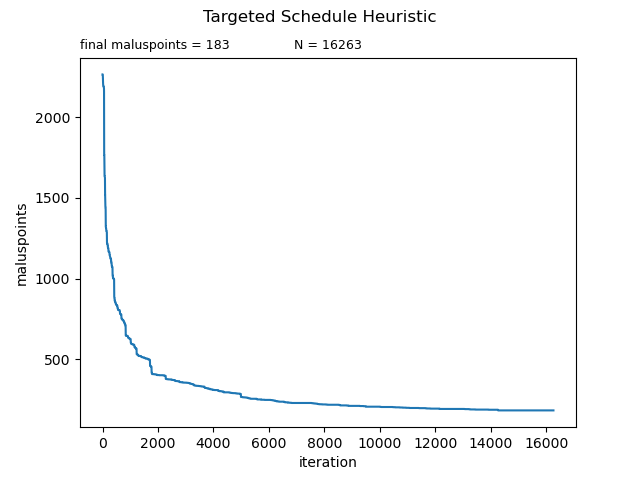 Targeted Schedule Heuristic
final maluspoints = 183 N = 16263
2000
1500
1000
500
maluspoints
0 2000 4000 6000 8000 10000 12000 14000 16000
iteration